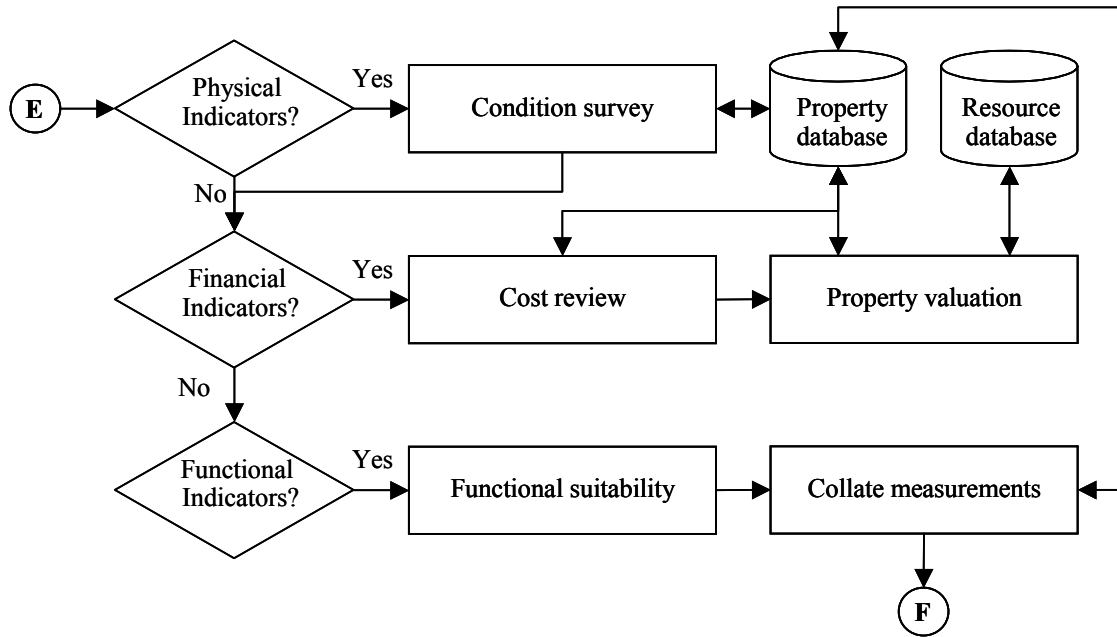 E
Physical
Indicators?
Yes
Condition survey
Property
database
Resource
database
No
Financial
Indicators?
Yes
Cost review
Property valuation
No
Functional
Indicators?
Yes
Functional suitability
Collate measurements
F